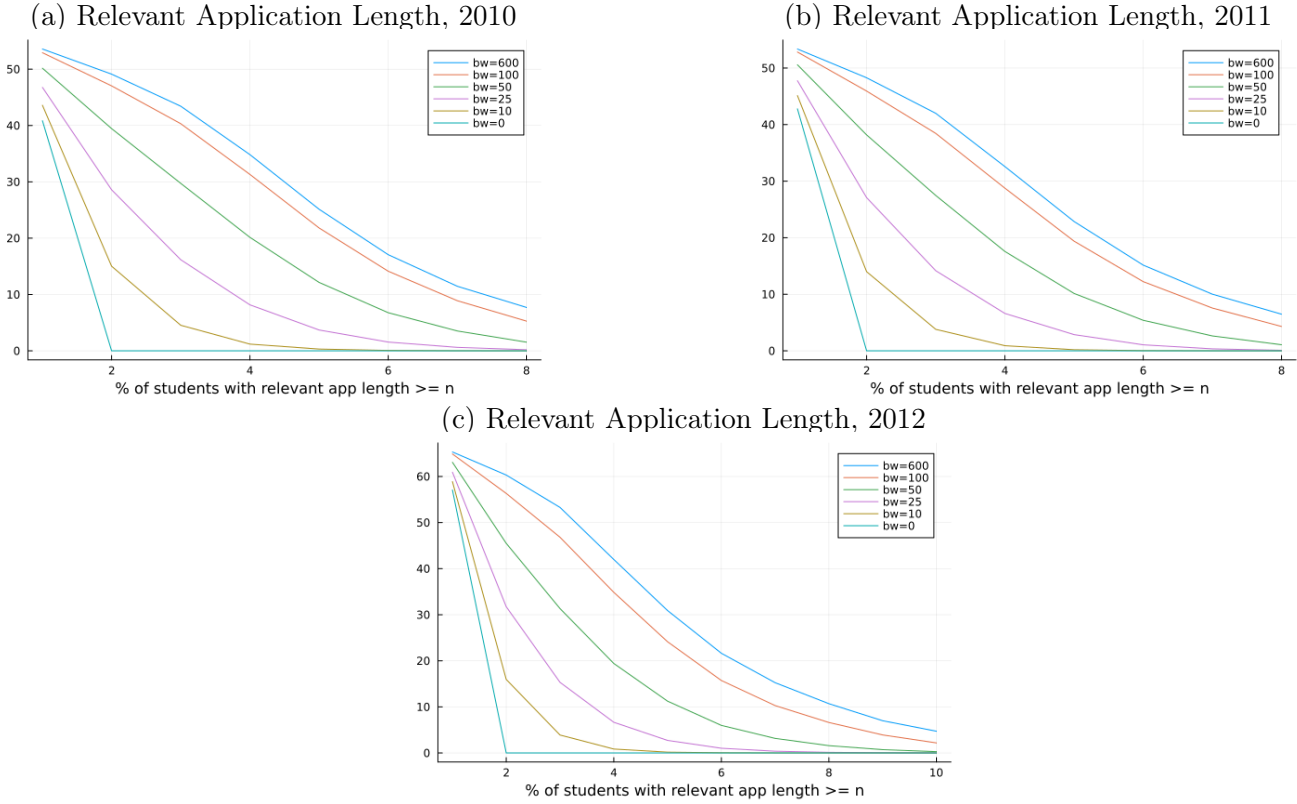 (a) Relevant Application Length, 2010
50
40
30
20
10
0
2
4
6
8
bw=600
bw=100
bw=50
bw=25
bw=10
bw=0
% of students with relevant app length >= n
(b) Relevant Application Length, 2011
50
40
30
20
10
0
2
4
6
8
bw=600
bw=100
bw=50
bw=25
bw=10
bw=0
% of students with relevant app length >= n
(c) Relevant Application Length, 2012
60
50
40
30
20
10
0
2
4
6
8
10
bw=600
bw=100
bw=50
bw=25
bw=10
bw=0
% of students with relevant app length >= n